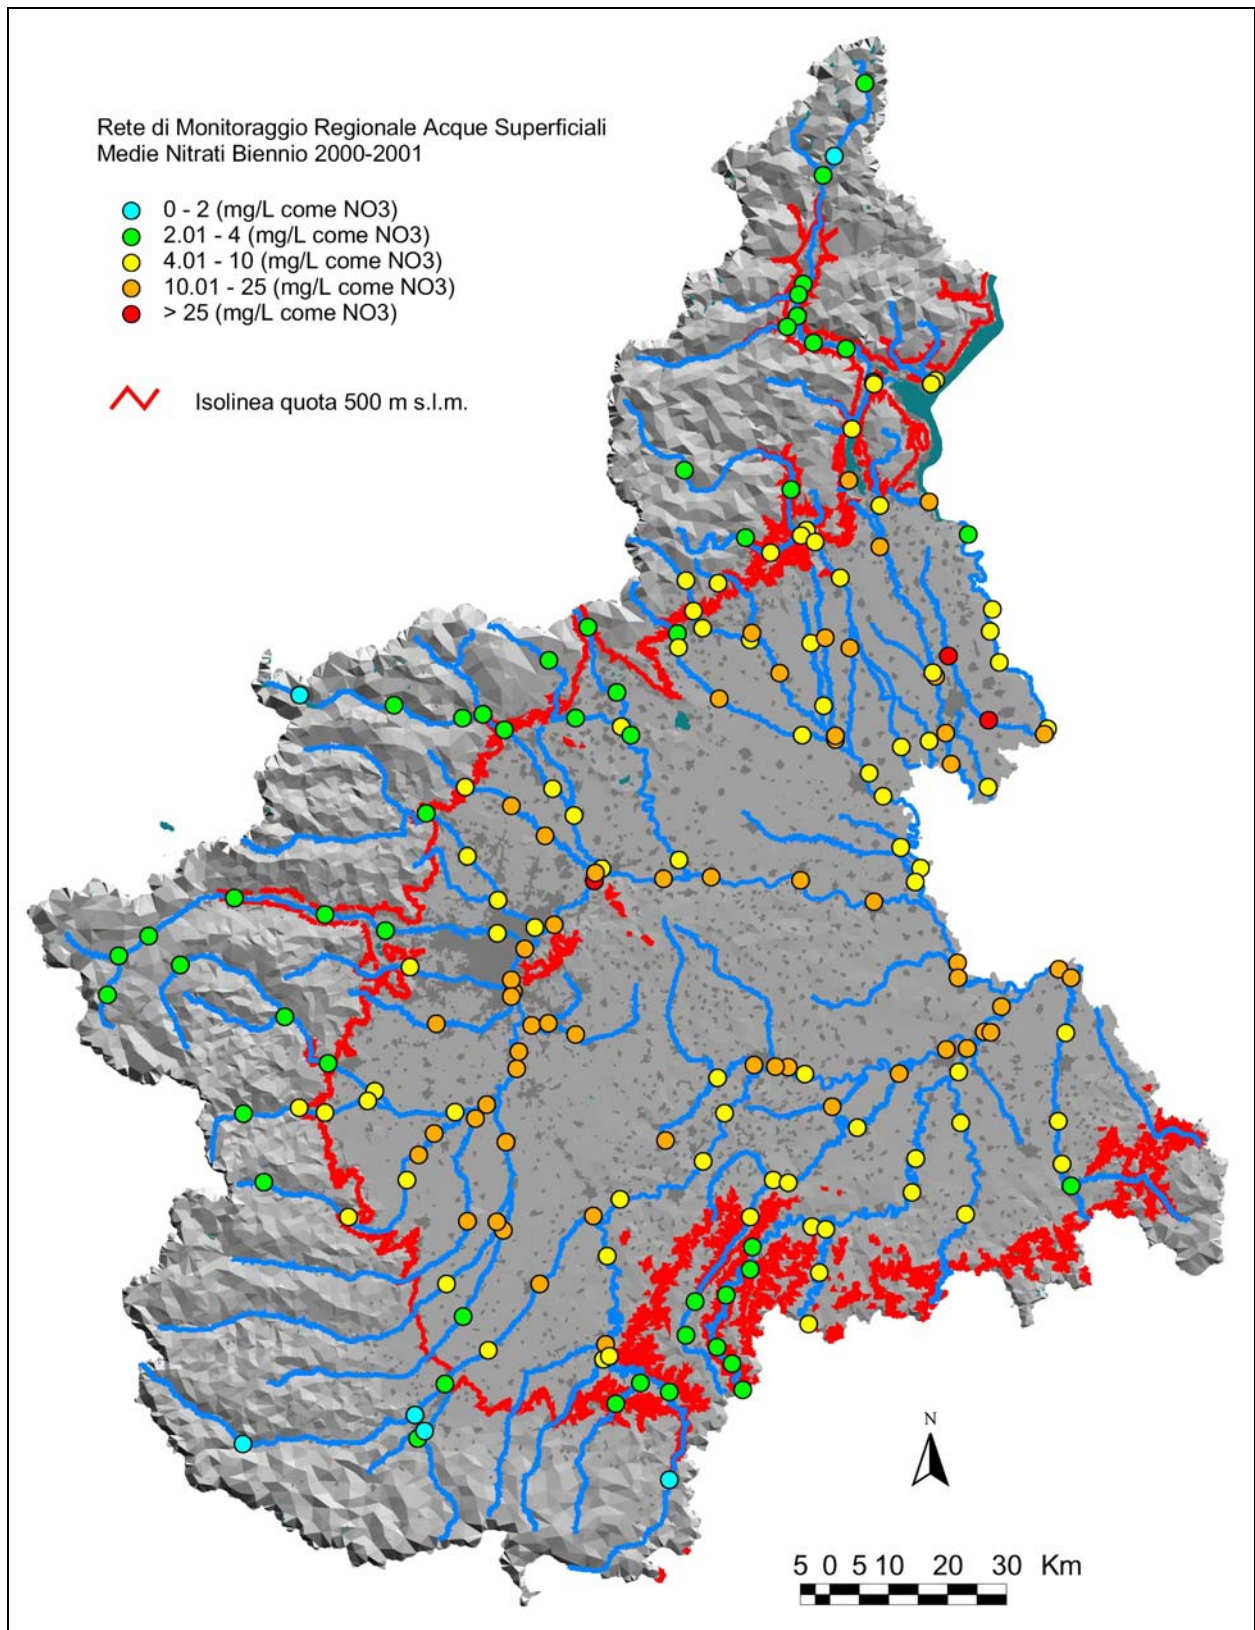 Rete di Monitoraggio Regionale Acque Superficiali
Medie Nitrati Biennio 2000-2001
0 - 2 (mg/L come NO3)
2.01 - 4 (mg/L come NO3)
4.01 - 10 (mg/L come NO3)
10.01 - 25 (mg/L come NO3)
> 25 (mg/L come NO3)
Isolinea quota 500 m s.l.m.
N
5 0 5 10 20 30 Km